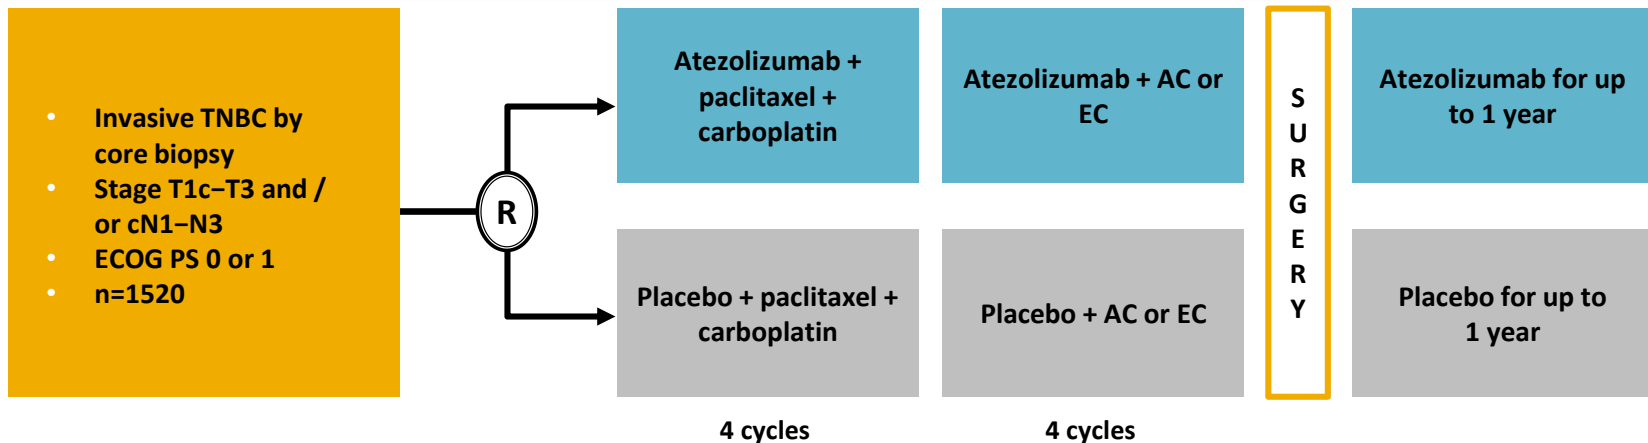 • Invasive TNBC by
core biopsy
• Stage T1c–T3 and /
or cN1–N3
• ECOG PS 0 or 1
• n=1520
R
Atezolizumab +
paclitaxel +
carboplatin
Atezolizumab + AC or
EC
Placebo + paclitaxel +
carboplatin
Placebo + AC or EC
4 cycles
4 cycles
S
U
R
G
E
R
Y
Atezolizumab for up
to 1 year
Placebo for up to
1 year